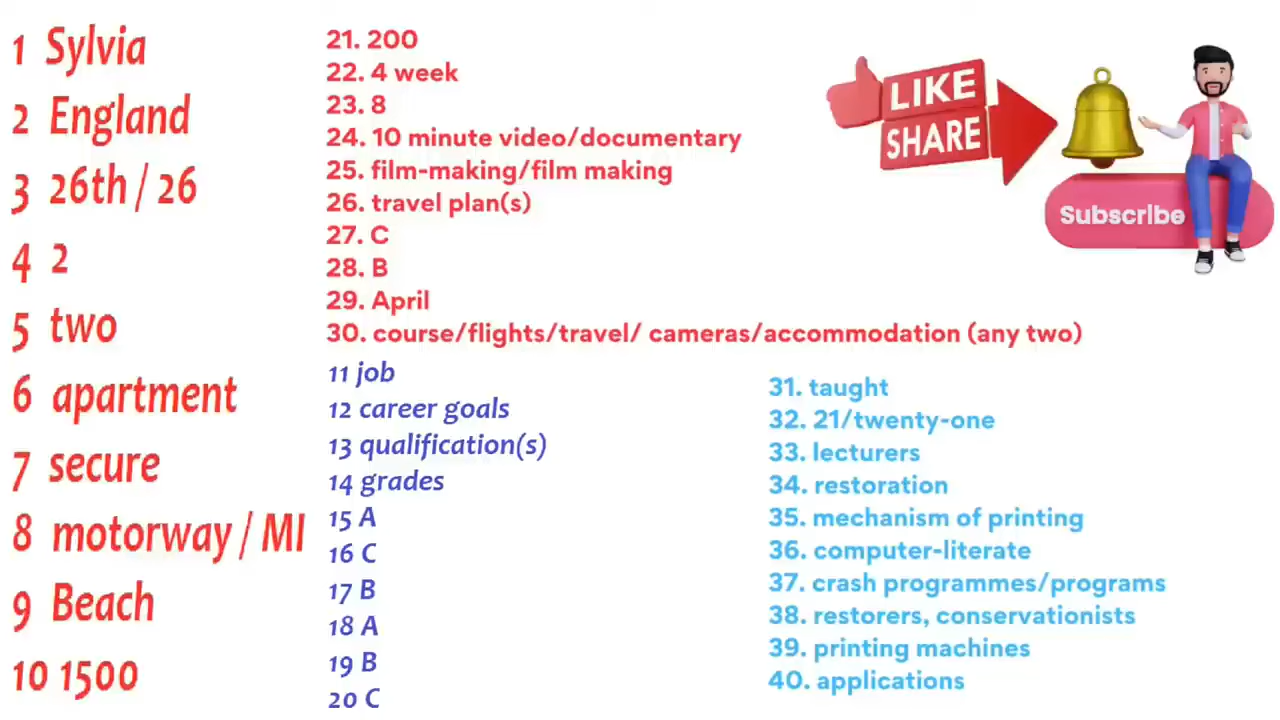 1 Sylvia
2 England
3 26th / 26
4 2
5 two
6 apartment
7 secure
8 motorway / MI
9 Beach
10 1500
21. 200
22. 4 week
23. 8
24. 10 minute video/documentary
25. film-making/film making
26. travel plan(s)
27. C
28. B
29. April
30. course/flights/travel/ cameras/accommodation (any two)
11 job
12 career goals
13 qualification(s)
14 grades
15 A
16 C
17 B
18 A
19 B
20 C
31. taught
32. 21/twenty-one
33. lecturers
34. restoration
35. mechanism of printing
36. computer-literate
37. crash programmes/programs
38. restorers, conservationists
39. printing machines
40. applications
LIKE
SHARE
Subscribe